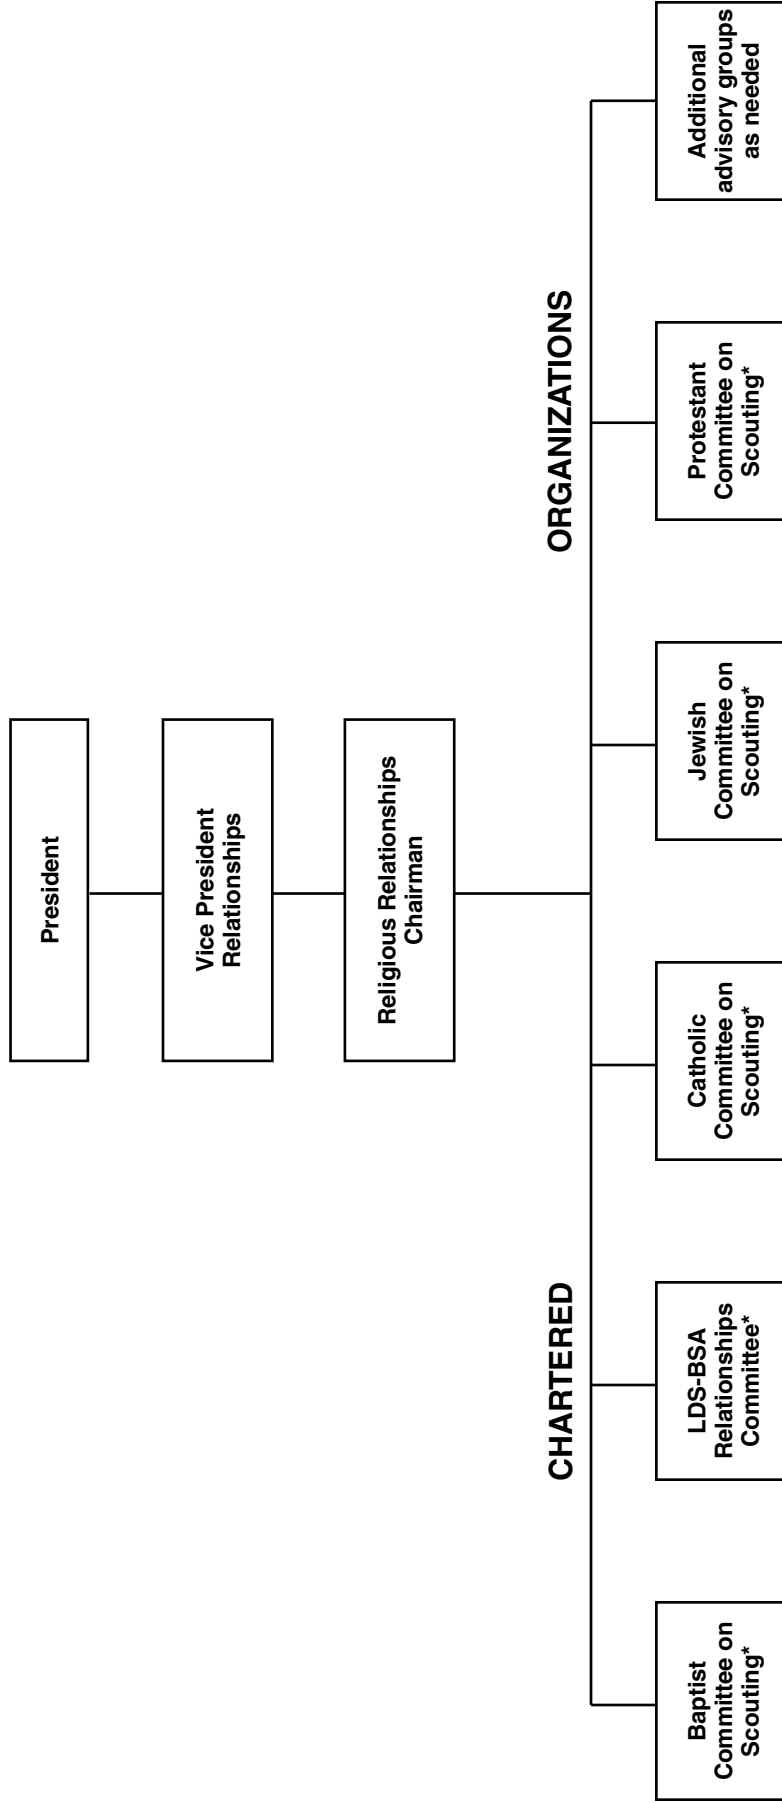 President
Vice President
Relationships
Religious Relationships
Chairman
CHARTERED
ORGANIZATIONS
Baptist
Committee on
Scouting*
LDS-BSA
Relationships
Committee*
Catholic
Committee on
Scouting*
Jewish
Committee on
Scouting*
Protestant
Committee on
Scouting*
Additional
advisory groups
as needed